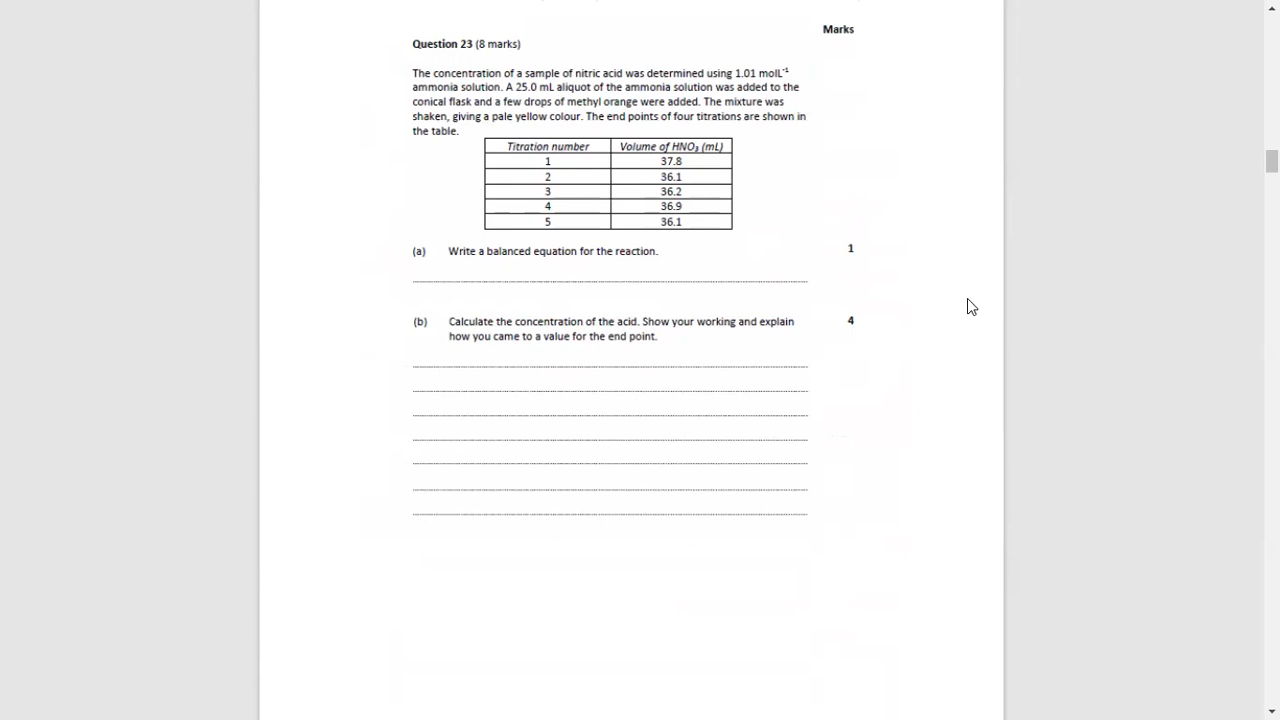 Marks
Question 23 (8 marks)
The concentration of a sample of nitric acid was determined using 1.01 molL⁻¹
ammonia solution. A 25.0 mL aliquot of the ammonia solution was added to the
conical flask and a few drops of methyl orange were added. The mixture was
shaken, giving a pale yellow colour. The end points of four titrations are shown in
the table.
Titration number Volume of HNO₃ (mL)
1 37.8
2 36.1
3 36.2
4 36.9
5 36.1
(a) Write a balanced equation for the reaction. 1
(b) Calculate the concentration of the acid. Show your working and explain 4
how you came to a value for the end point.